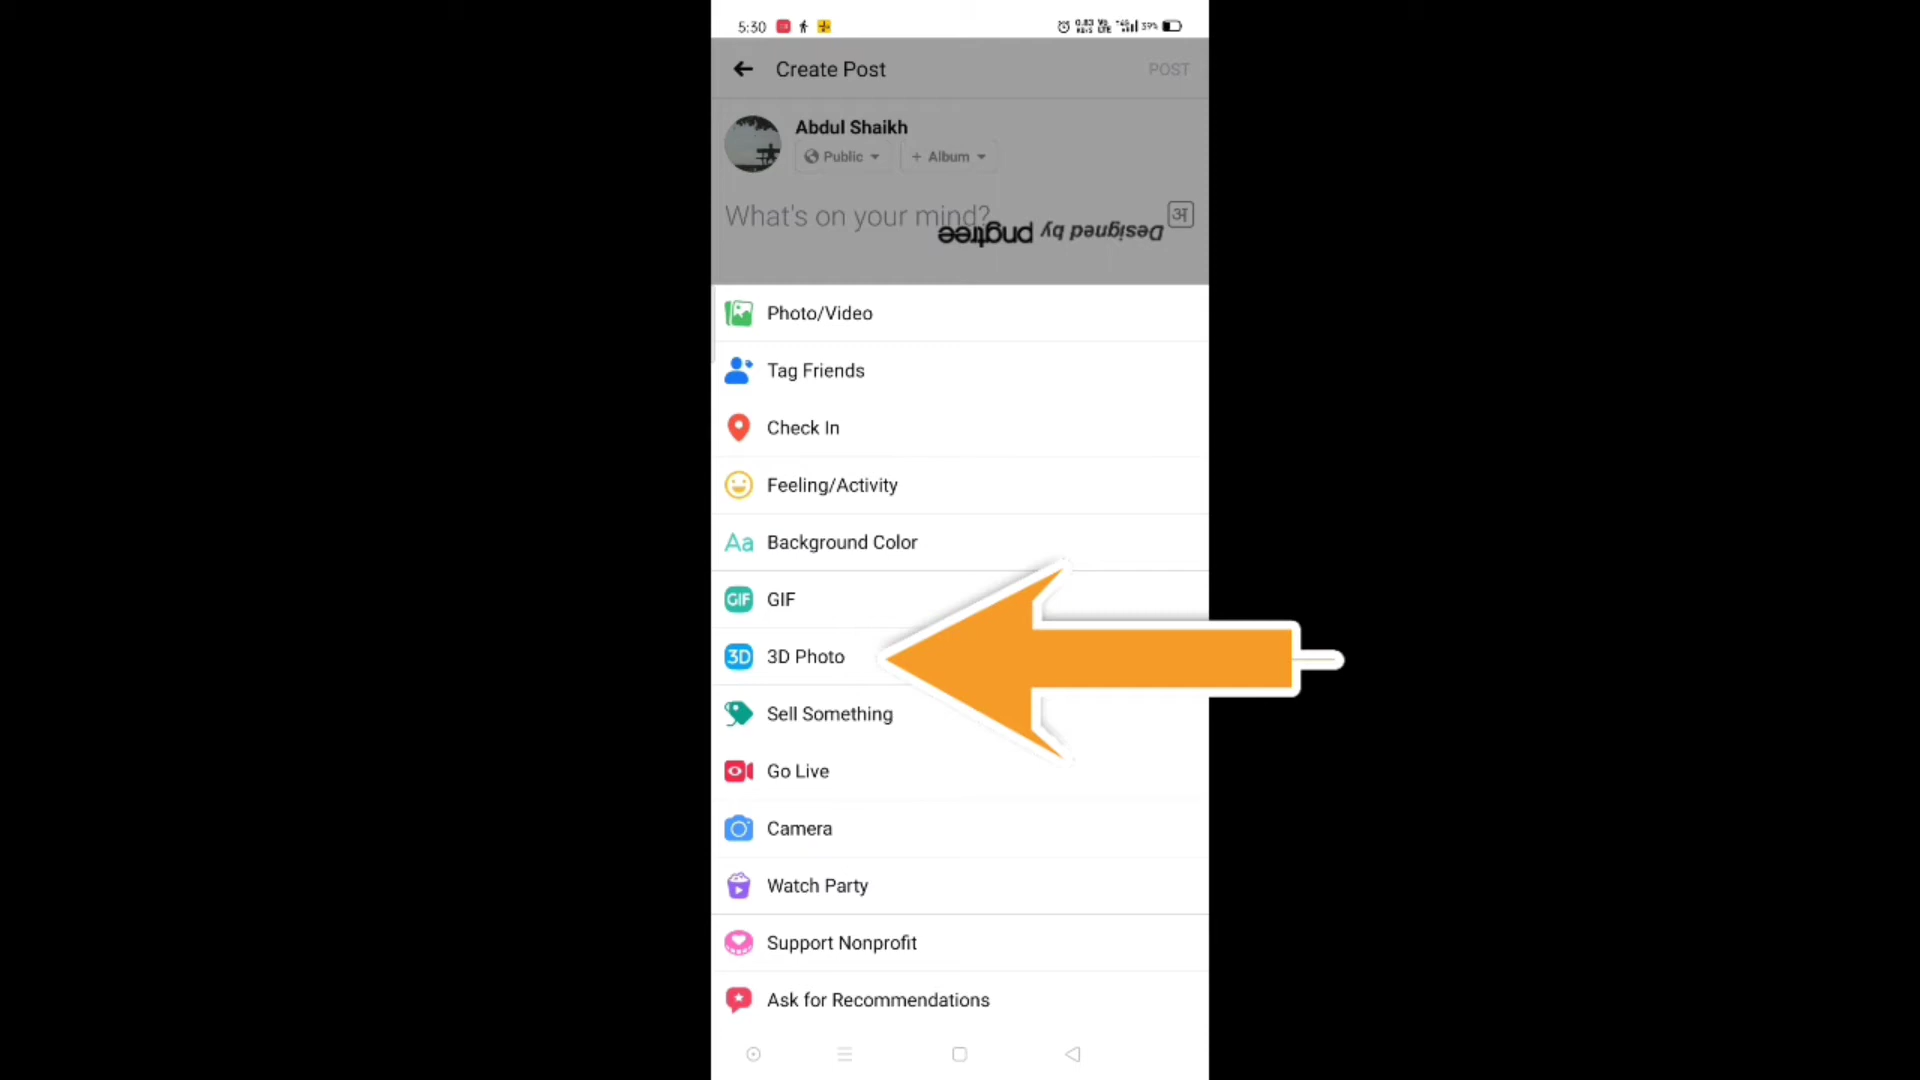 5:30
39%
Create Post
POST
Abdul Shaikh
Public
+ Album
What's on your mind?
अ
Designed by pngtree
Photo/Video
Tag Friends
Check In
Feeling/Activity
Aa Background Color
GIF GIF
3D 3D Photo
Sell Something
Go Live
Camera
Watch Party
Support Nonprofit
Ask for Recommendations